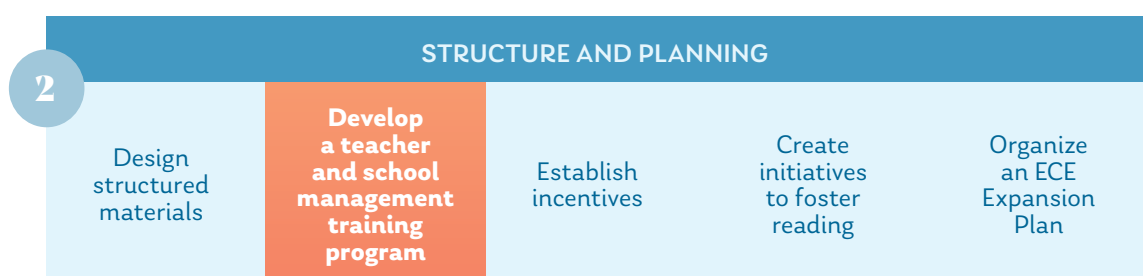 STRUCTURE AND PLANNING
2
Design
structured
materials
Develop
a teacher
and school
management
training
program
Establish
incentives
Create
initiatives
to foster
reading
Organize
an ECE
Expansion
Plan